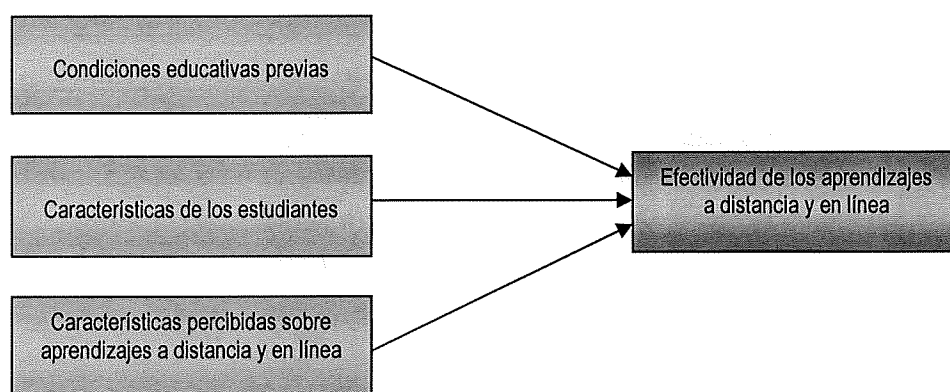 Condiciones educativas previas
Características de los estudiantes
Características percibidas sobre
aprendizajes a distancia y en línea
Efectividad de los aprendizajes
a distancia y en línea